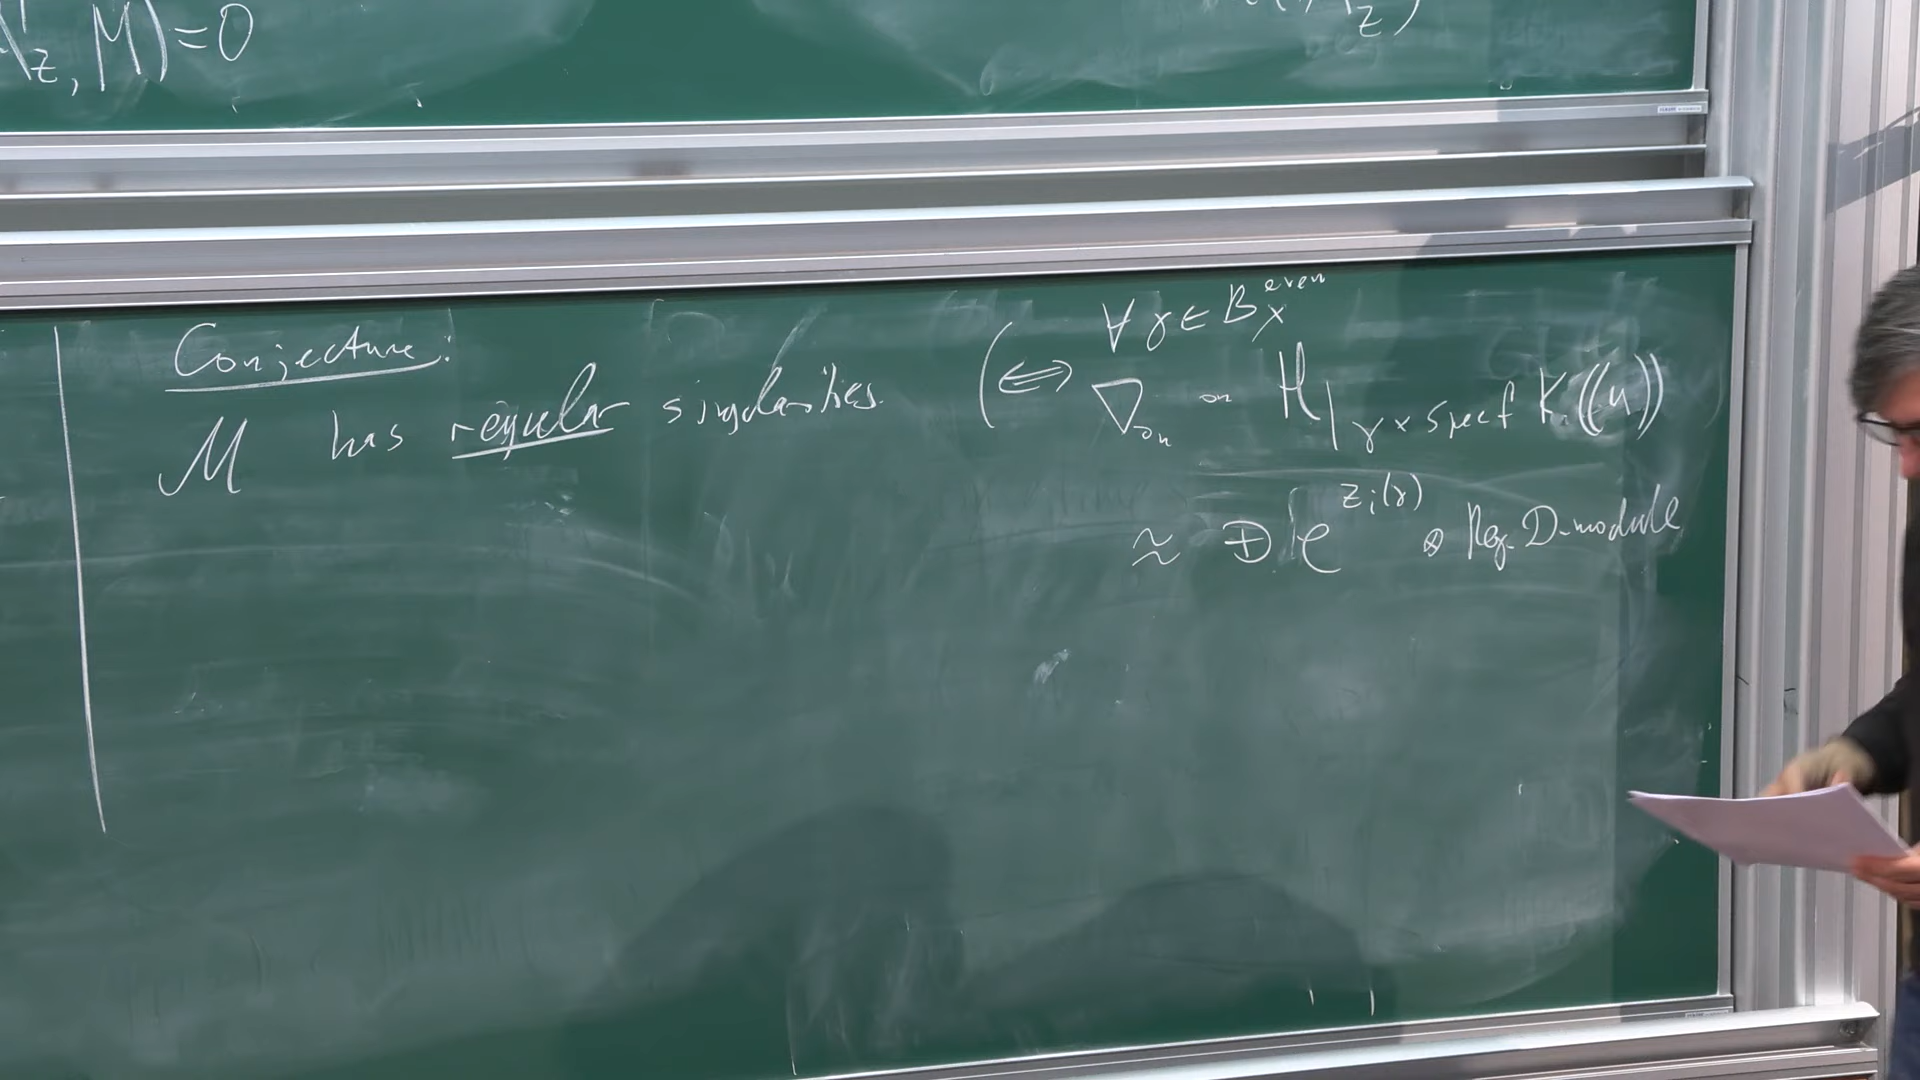 z, M)=0
z)
Conjecture:
M has regular singularities. (⟺ ∀ γ ∈ B_X^even
∇ on H|γ × Spec K((u))
≈ ⊕ e^{z_i(γ)} ⊗ Reg. D-module